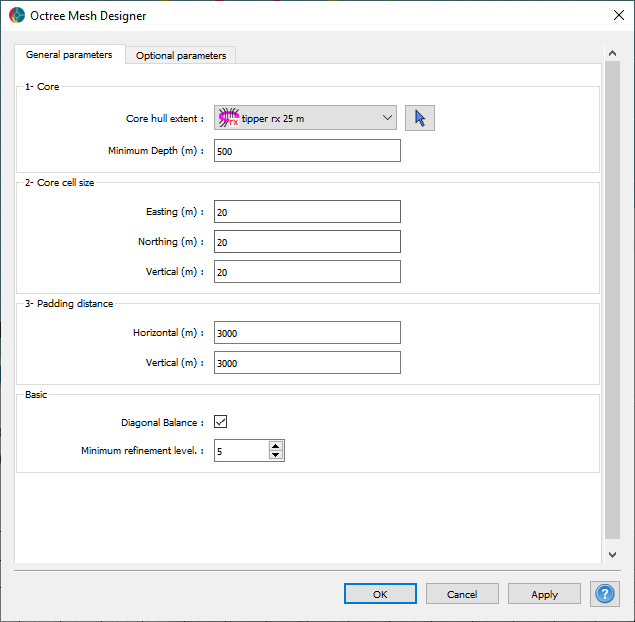 Octree Mesh Designer
General parameters Optional parameters
1- Core
Core hull extent : rx tipper rx 25 m
Minimum Depth (m) : 500
2- Core cell size
Easting (m) : 20
Northing (m) : 20
Vertical (m) : 20
3- Padding distance
Horizontal (m) : 3000
Vertical (m) : 3000
Basic
Diagonal Balance :
Minimum refinement level. : 5
OK Cancel Apply ?